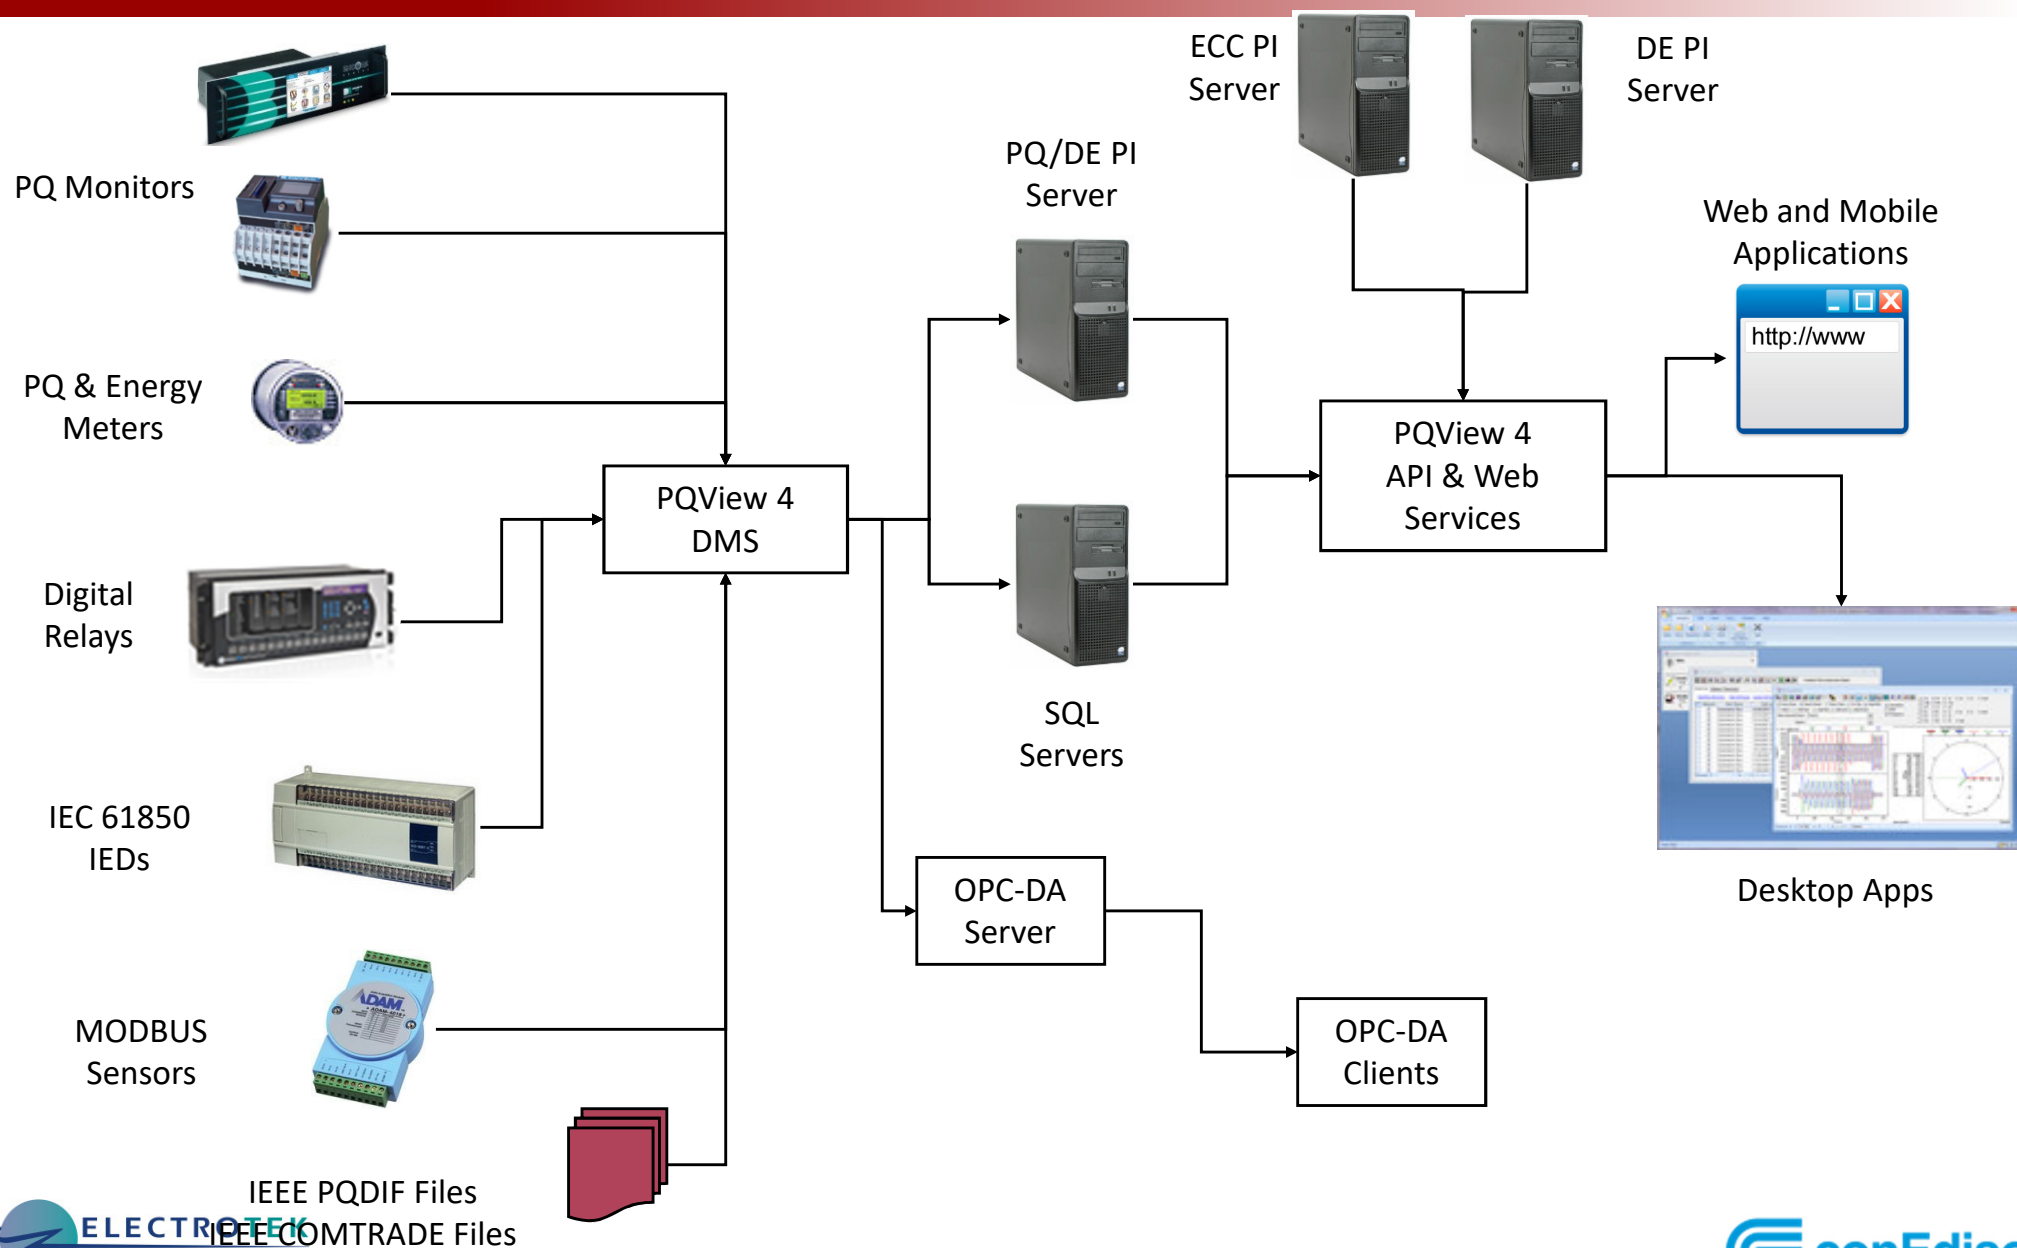 ECC PI
Server
DE PI
Server
PQ/DE PI
Server
PQ Monitors
Web and Mobile
Applications
http://www
PQ & Energy
Meters
PQView 4
API & Web
Services
PQView 4
DMS
Digital
Relays
SQL
Servers
IEC 61850
IEDs
OPC-DA
Server
Desktop Apps
ADAM
MODBUS
Sensors
OPC-DA
Clients
IEEE PQDIF Files
IEEE COMTRADE Files
ELECTROTEK